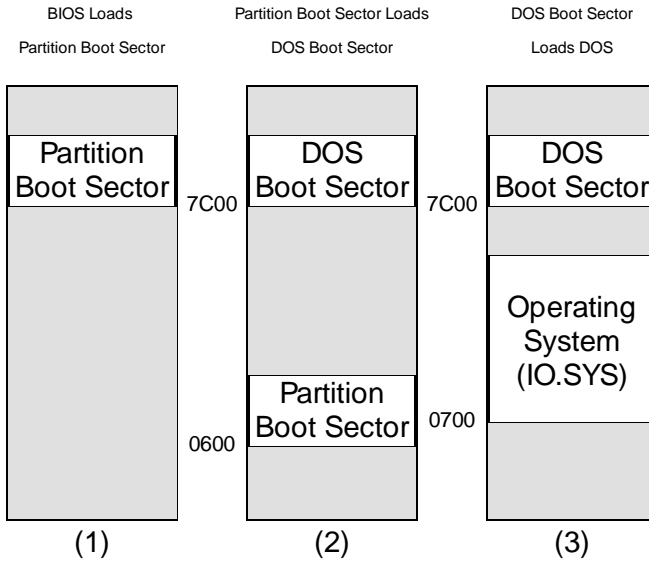 BIOS Loads
Partition Boot Sector
Partition Boot Sector Loads
DOS Boot Sector
DOS Boot Sector
Loads DOS
Partition
Boot Sector
7C00
DOS
Boot Sector
7C00
DOS
Boot Sector
Operating
System
(IO.SYS)
Partition
Boot Sector
0600
0700
(1)
(2)
(3)